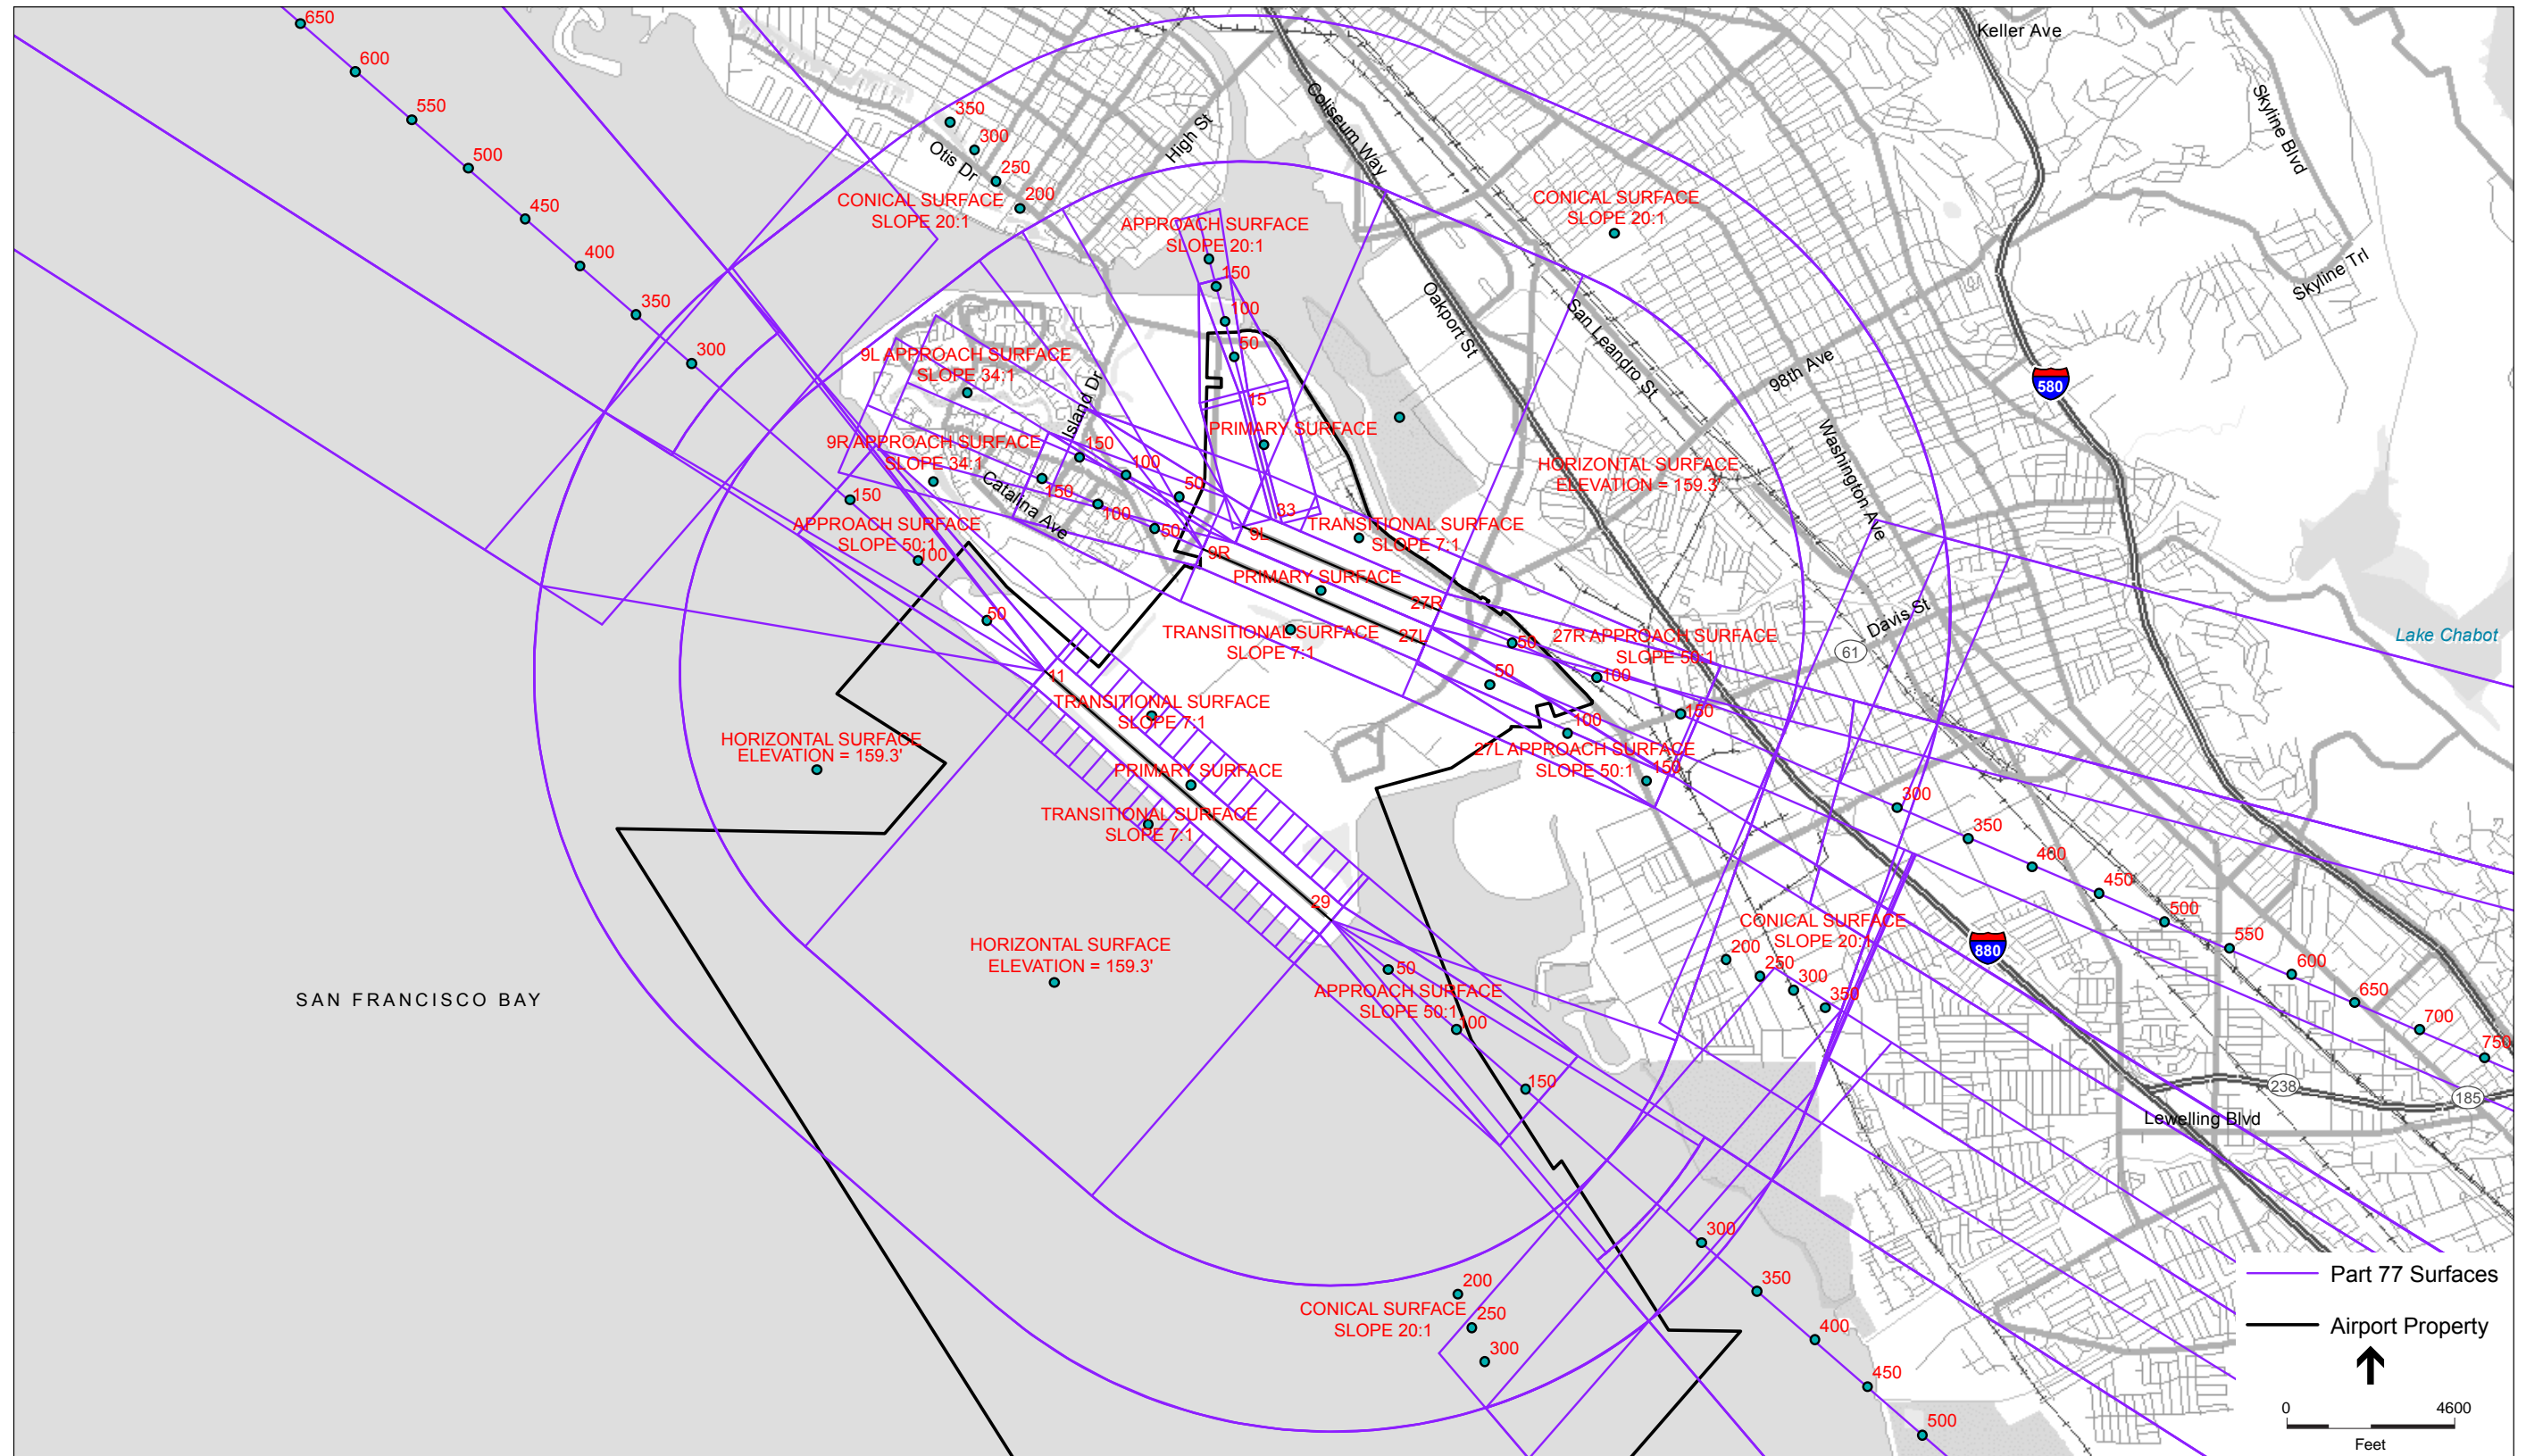 650
600
550
500
450
400
350
300
Keller Ave
Skyline Blvd
Skyline Trl
Coliseum Way
High St
Otis Dr
350
300
250
200
CONICAL SURFACE
SLOPE 20:1
APPROACH SURFACE
SLOPE 20:1
150
100
50
15
PRIMARY SURFACE
33
CONICAL SURFACE
SLOPE 20:1
Oakport St
San Leandro St
98th Ave
Washington Ave
580
9L APPROACH SURFACE
SLOPE 34:1
Island Dr
9R APPROACH SURFACE
SLOPE 34:1
Catalina Ave
150
100
50
150
100
50
HORIZONTAL SURFACE
ELEVATION = 159.3'
150
APPROACH SURFACE
SLOPE 50:1
100
50
9L
9R
TRANSITIONAL SURFACE
SLOPE 7:1
PRIMARY SURFACE
27R
27L
TRANSITIONAL SURFACE
SLOPE 7:1
50
27R APPROACH SURFACE
SLOPE 50:1
100
150
50
100
27L APPROACH SURFACE
SLOPE 50:1
150
61
Davis St
Lake Chabot
11
TRANSITIONAL SURFACE
SLOPE 7:1
PRIMARY SURFACE
TRANSITIONAL SURFACE
SLOPE 7:1
29
HORIZONTAL SURFACE
ELEVATION = 159.3'
HORIZONTAL SURFACE
ELEVATION = 159.3'
SAN FRANCISCO BAY
300
350
400
450
500
550
600
650
700
750
CONICAL SURFACE
SLOPE 20:1
200
250
300
350
880
50
APPROACH SURFACE
SLOPE 50:1
100
150
238
185
Lewelling Blvd
300
350
400
450
500
200
250
300
CONICAL SURFACE
SLOPE 20:1
Part 77 Surfaces
Airport Property
0 4600
Feet